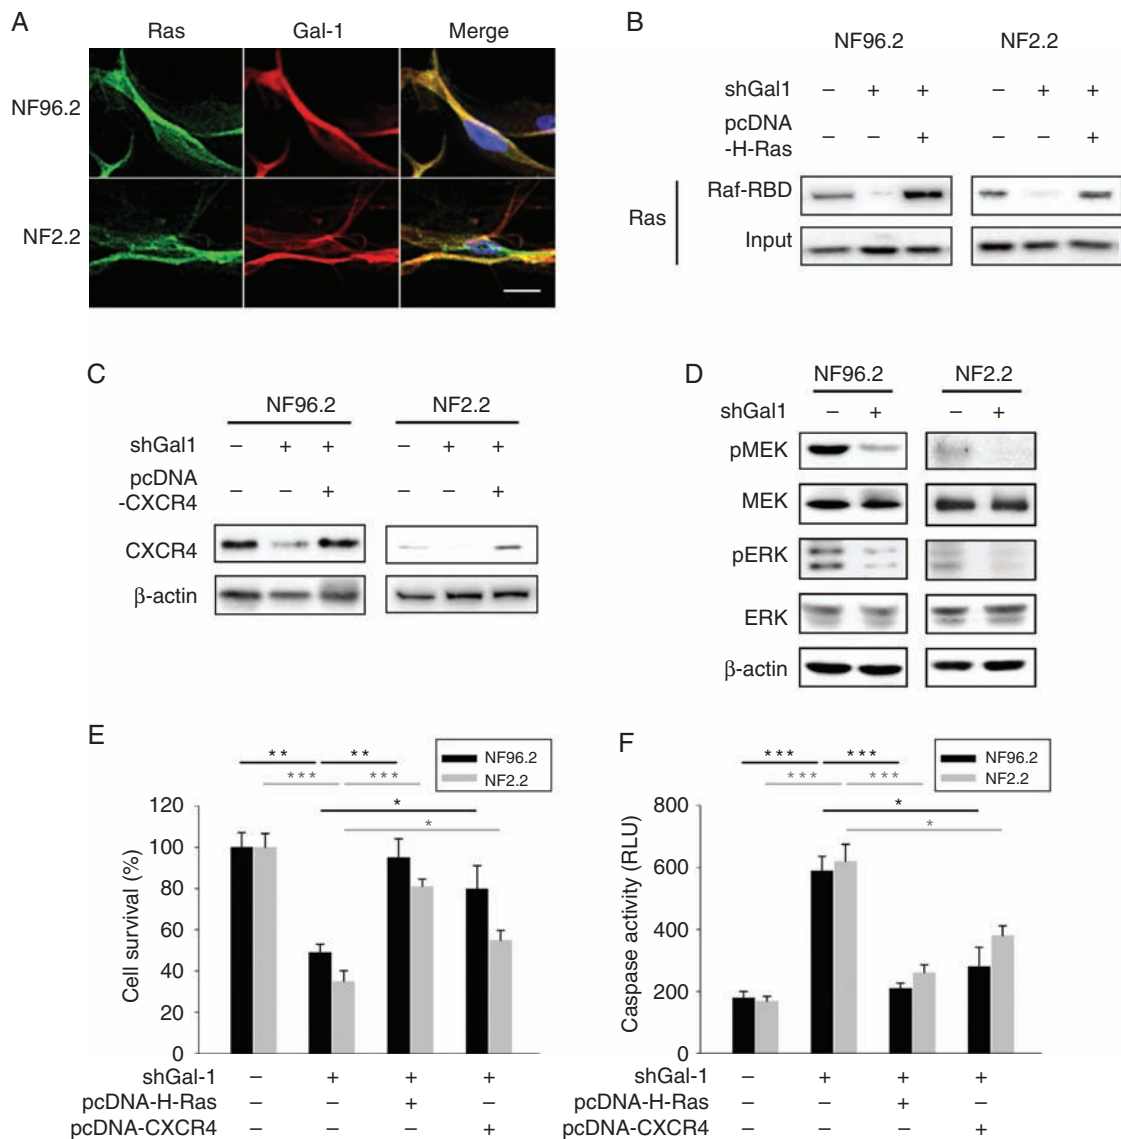 A
Ras Gal-1 Merge
NF96.2
NF2.2
B
NF96.2 NF2.2
shGal1 – + + – + +
pcDNA
-H-Ras – – + – – +
Ras
Raf-RBD
Input
C
NF96.2 NF2.2
shGal1 – + + – + +
pcDNA
-CXCR4 – – + – – +
CXCR4
β-actin
D
NF96.2 NF2.2
shGal1 – + – +
pMEK
MEK
pERK
ERK
β-actin
E
** **
*** ***
*
*
NF96.2
NF2.2
Cell survival (%)
120
100
80
60
40
20
0
shGal-1 – + + +
pcDNA-H-Ras – – + –
pcDNA-CXCR4 – – – +
F
*** ***
*** ***
*
*
NF96.2
NF2.2
Caspase activity (RLU)
800
600
400
200
0
shGal-1 – + + +
pcDNA-H-Ras – – + –
pcDNA-CXCR4 – – – +